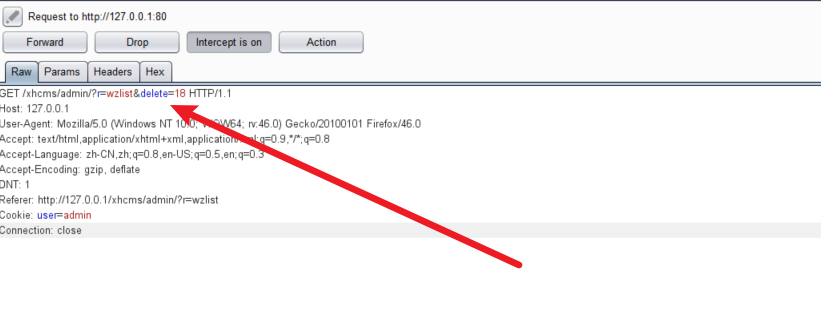 Request to http://127.0.0.1:80
Forward Drop Intercept is on Action
Raw Params Headers Hex
GET /xhcms/admin/?r=wzlist&delete=18 HTTP/1.1
Host: 127.0.0.1
User-Agent: Mozilla/5.0 (Windows NT 10.0; WOW64; rv:46.0) Gecko/20100101 Firefox/46.0
Accept: text/html,application/xhtml+xml,application/xml;q=0.9,*/*;q=0.8
Accept-Language: zh-CN,zh;q=0.8,en-US;q=0.5,en;q=0.3
Accept-Encoding: gzip, deflate
DNT: 1
Referer: http://127.0.0.1/xhcms/admin/?r=wzlist
Cookie: user=admin
Connection: close